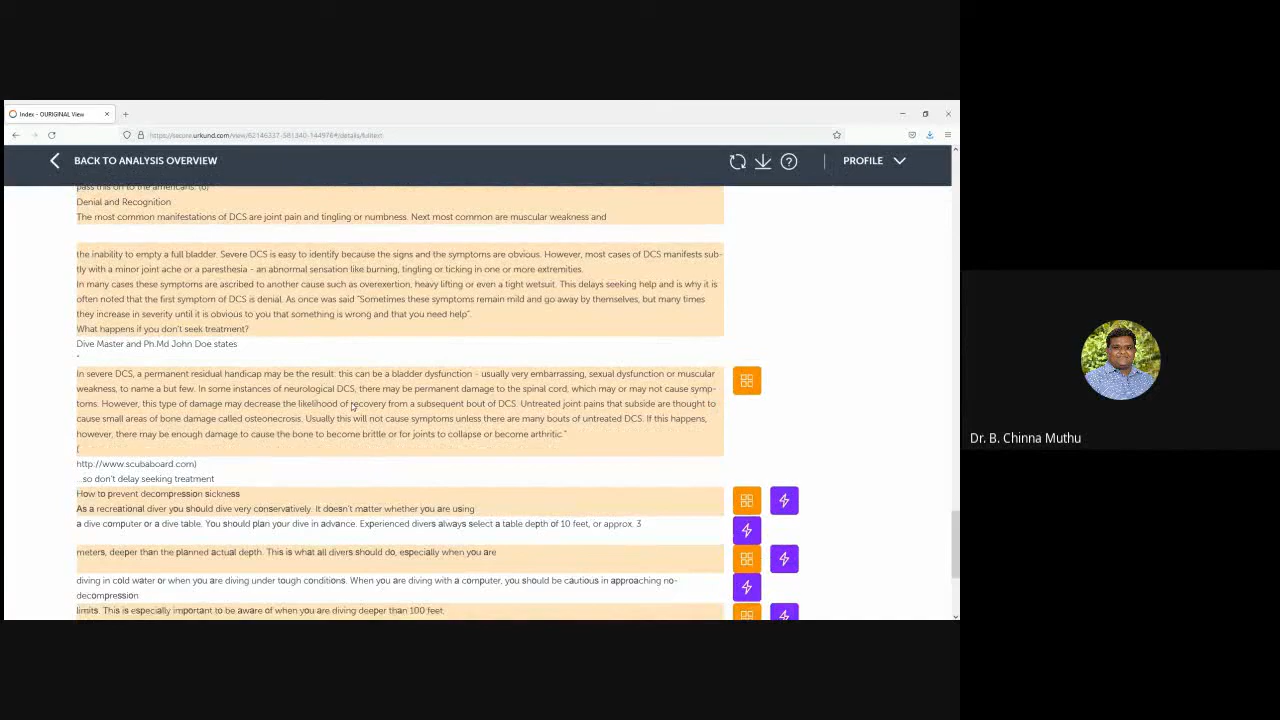 Index - OURIGINAL View
https://secure.urkund.com/view/62146337-581340-144976#/details/fulltext
BACK TO ANALYSIS OVERVIEW
PROFILE
pass this on to the americans. (6)"
Denial and Recognition
The most common manifestations of DCS are joint pain and tingling or numbness. Next most common are muscular weakness and
the inability to empty a full bladder. Severe DCS is easy to identify because the signs and the symptoms are obvious. However, most cases of DCS manifests sub-
tly with a minor joint ache or a paresthesia - an abnormal sensation like burning, tingling or ticking in one or more extremities.
In many cases these symptoms are ascribed to another cause such as overexertion, heavy lifting or even a tight wetsuit. This delays seeking help and is why it is
often noted that the first symptom of DCS is denial. As once was said "Sometimes these symptoms remain mild and go away by themselves, but many times
they increase in severity until it is obvious to you that something is wrong and that you need help".
What happens if you don't seek treatment?
Dive Master and Ph.Md John Doe states
"
In severe DCS, a permanent residual handicap may be the result: this can be a bladder dysfunction - usually very embarrassing, sexual dysfunction or muscular
weakness, to name a but few. In some instances of neurological DCS, there may be permanent damage to the spinal cord, which may or may not cause symp-
toms. However, this type of damage may decrease the likelihood of recovery from a subsequent bout of DCS. Untreated joint pains that subside are thought to
cause small areas of bone damage called osteonecrosis. Usually this will not cause symptoms unless there are many bouts of untreated DCS. If this happens,
however, there may be enough damage to cause the bone to become brittle or for joints to collapse or become arthritic."
(
http://www.scubaboard.com)
...so don't delay seeking treatment
How to prevent decompression sickness
As a recreational diver you should dive very conservatively. It doesn't matter whether you are using
a dive computer or a dive table. You should plan your dive in advance. Experienced divers always select a table depth of 10 feet, or approx. 3
meters, deeper than the planned actual depth. This is what all divers should do, especially when you are
diving in cold water or when you are diving under tough conditions. When you are diving with a computer, you should be cautious in approaching no-
decompression
limits. This is especially important to be aware of when you are diving deeper than 100 feet,
Dr. B. Chinna Muthu